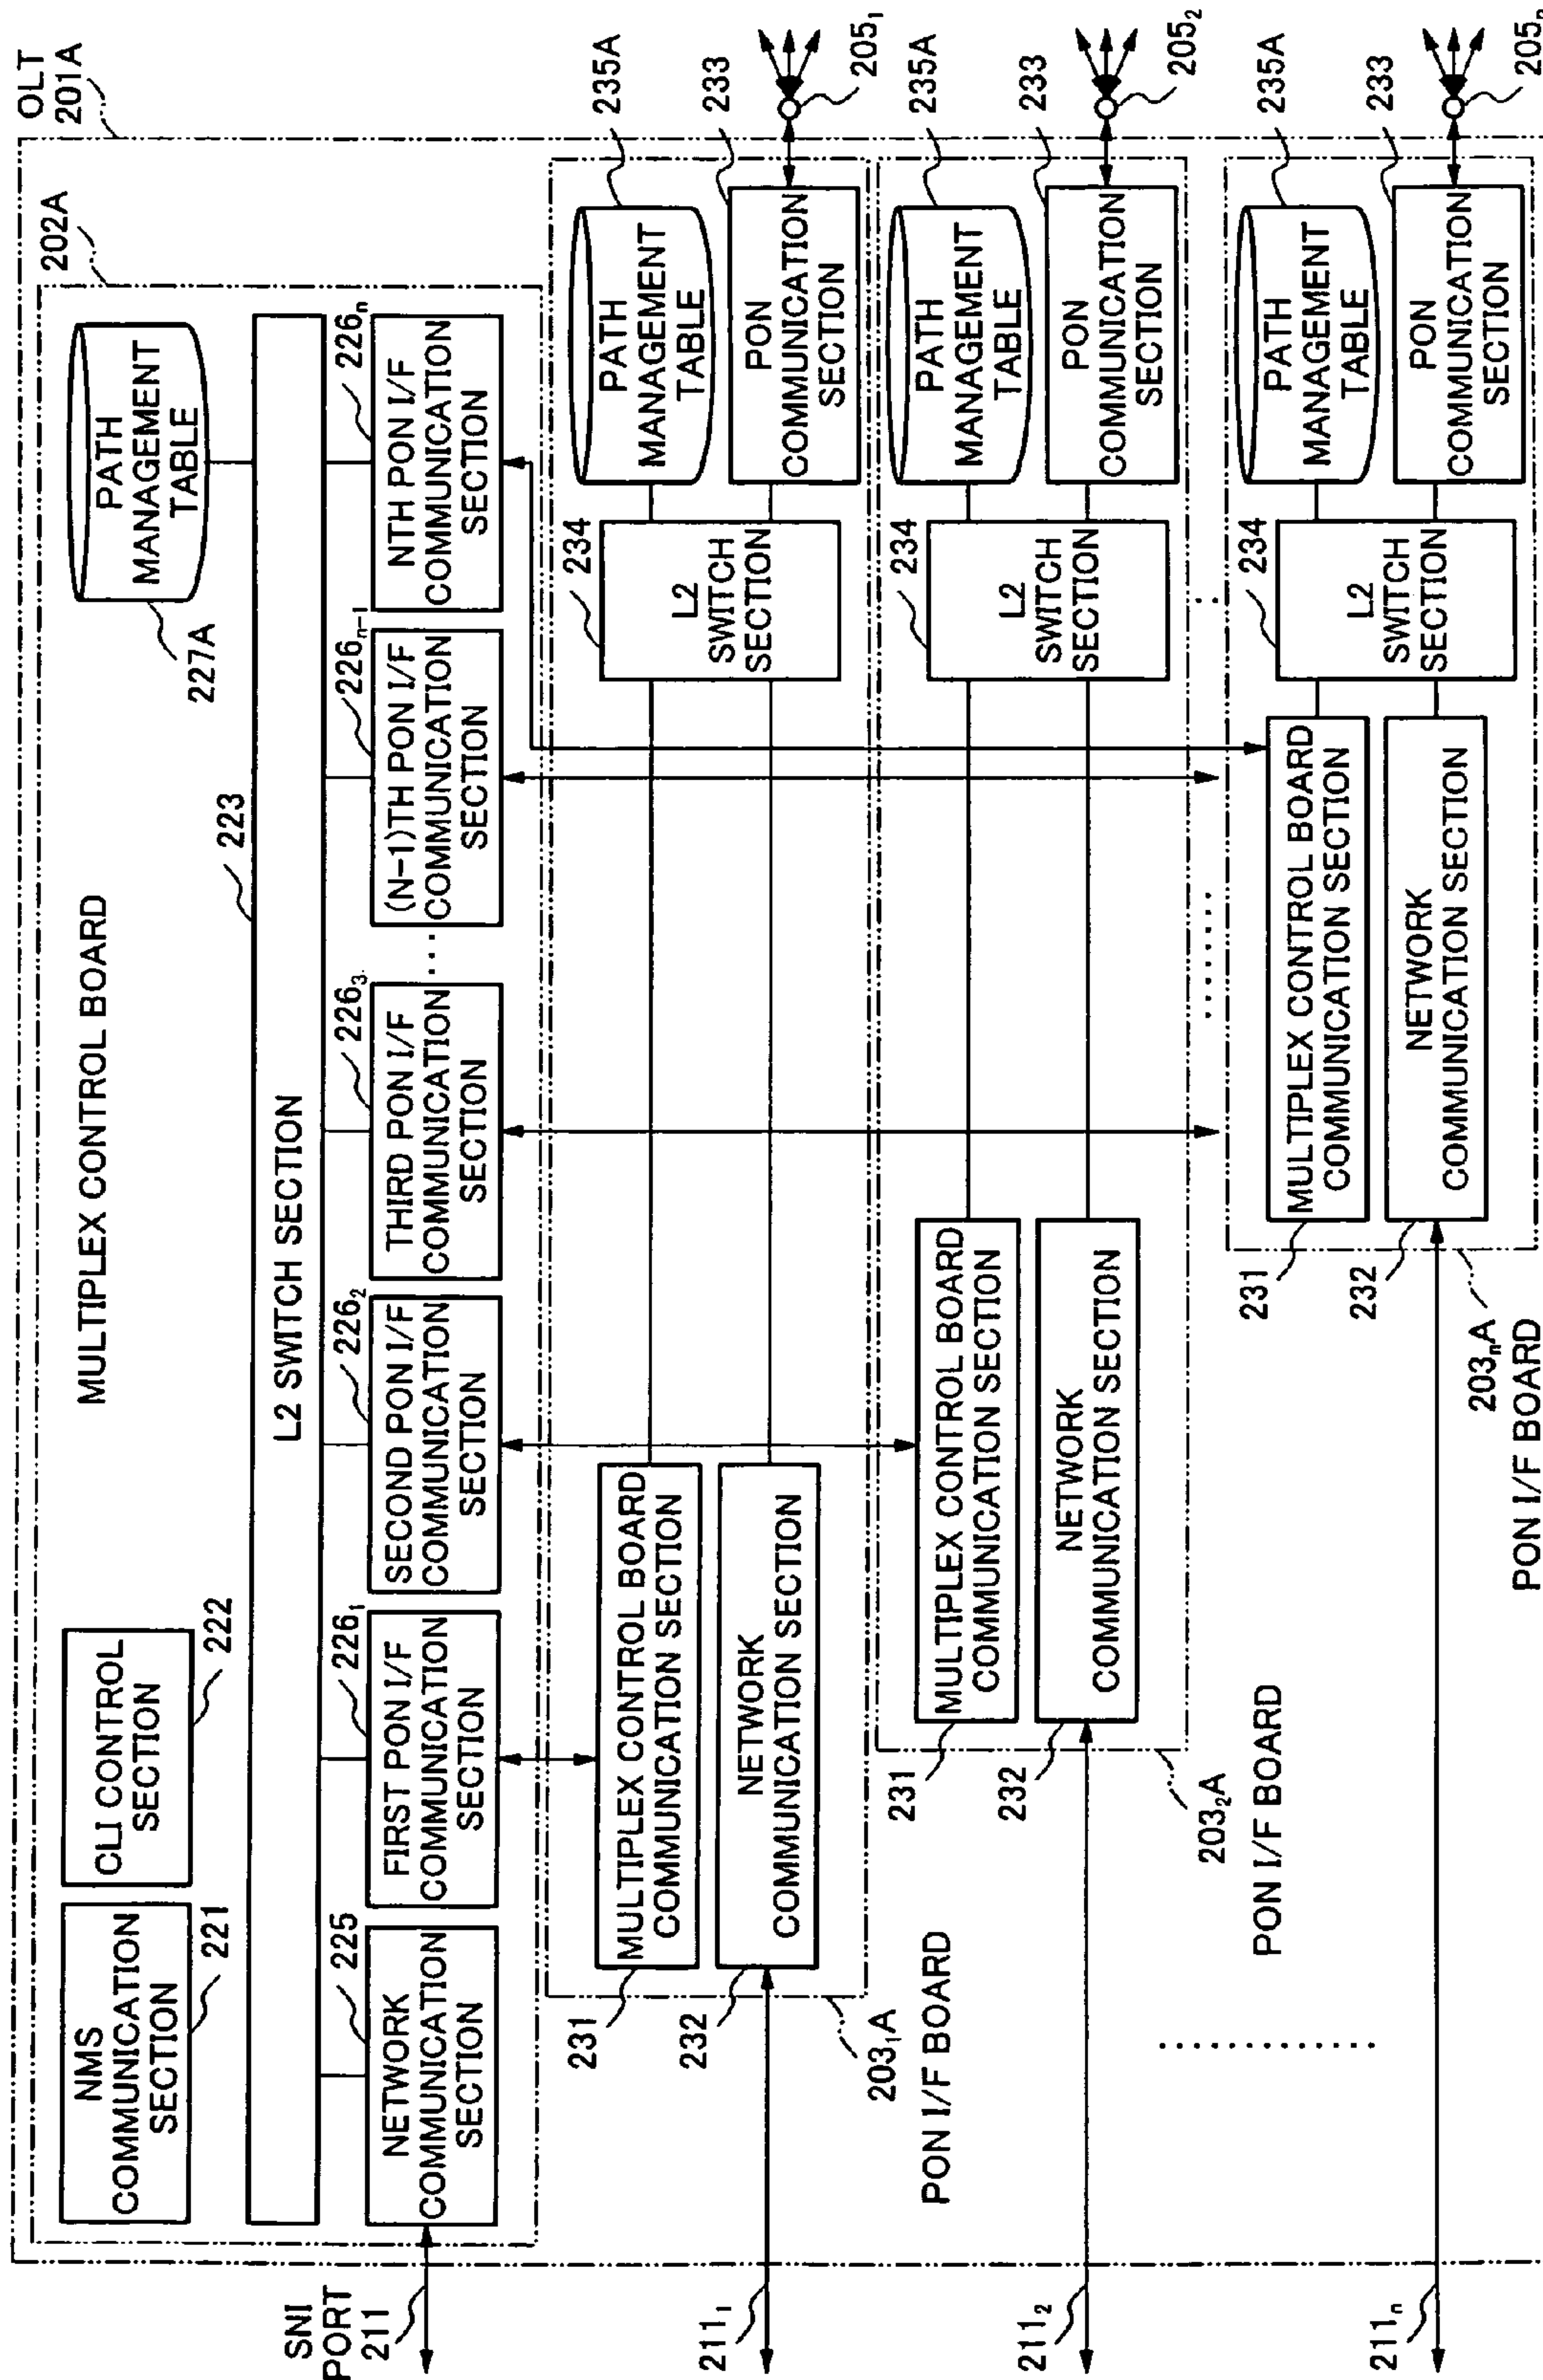 OLT
201A
202A
MULTIPLEX CONTROL BOARD
NMS
COMMUNICATION
SECTION
221
CLI CONTROL
SECTION
222
PATH
MANAGEMENT
TABLE
227A
223
L2 SWITCH SECTION
SNI
PORT
211
225
NETWORK
COMMUNICATION
SECTION
226₁
FIRST PON I/F
COMMUNICATION
SECTION
226₂
SECOND PON I/F
COMMUNICATION
SECTION
226₃
THIRD PON I/F
COMMUNICATION
SECTION
226ₙ₋₁
(N-1)TH PON I/F
COMMUNICATION
SECTION
226ₙ
NTH PON I/F
COMMUNICATION
SECTION
231
MULTIPLEX CONTROL BOARD
COMMUNICATION SECTION
234
L2
SWITCH
SECTION
PATH
MANAGEMENT
TABLE
235A
211₁
232
NETWORK
COMMUNICATION SECTION
PON
COMMUNICATION
SECTION
233
205₁
203₁A
PON I/F BOARD
231
MULTIPLEX CONTROL BOARD
COMMUNICATION SECTION
234
L2
SWITCH
SECTION
PATH
MANAGEMENT
TABLE
235A
211₂
232
NETWORK
COMMUNICATION SECTION
PON
COMMUNICATION
SECTION
233
205₂
203₂A
PON I/F BOARD
231
MULTIPLEX CONTROL BOARD
COMMUNICATION SECTION
234
L2
SWITCH
SECTION
PATH
MANAGEMENT
TABLE
235A
211ₙ
232
NETWORK
COMMUNICATION SECTION
PON
COMMUNICATION
SECTION
233
205ₙ
203ₙA
PON I/F BOARD